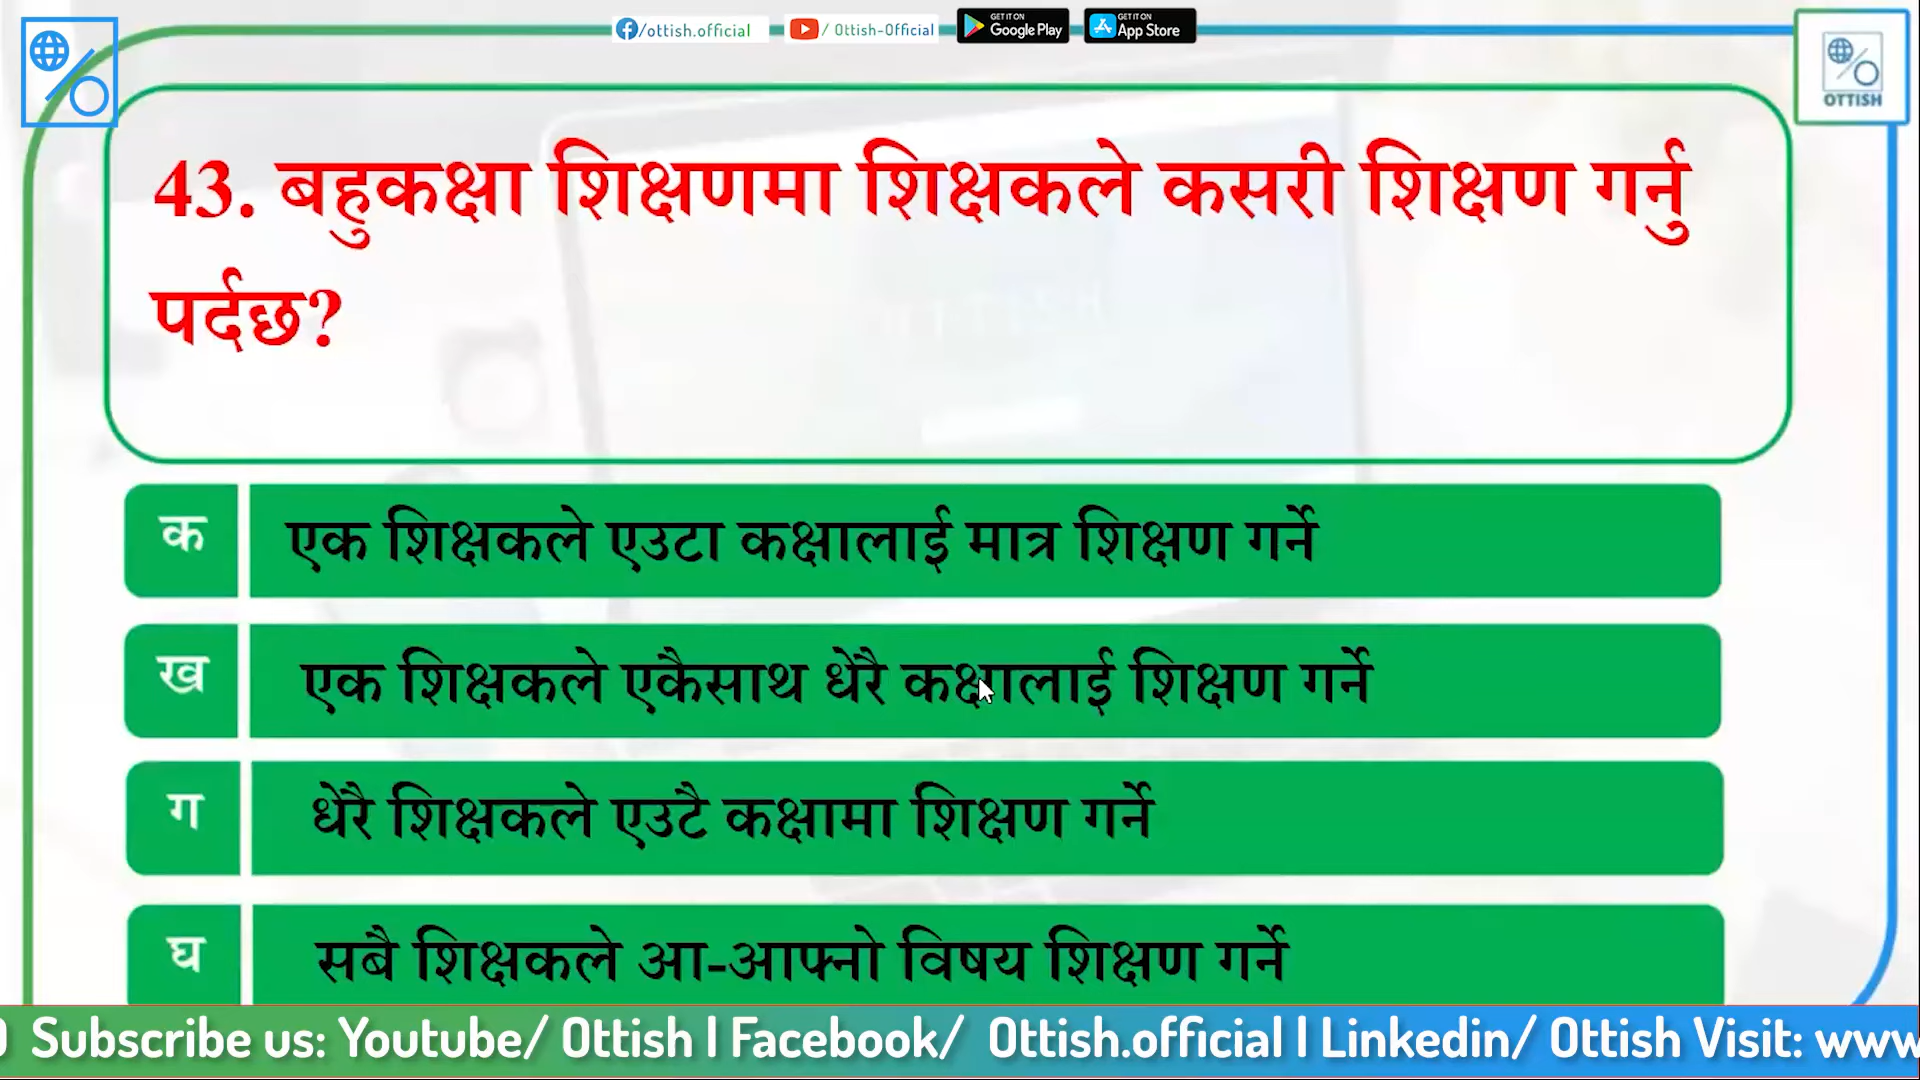 /ottish.official
/ Ottish-Official
GET IT ON
Google Play
GET IT ON
App Store
OTTISH
43. बहुकक्षा शिक्षणमा शिक्षकले कसरी शिक्षण गर्नु
पर्दछ?
क एक शिक्षकले एउटा कक्षालाई मात्र शिक्षण गर्ने
ख एक शिक्षकले एकैसाथ धेरै कक्षालाई शिक्षण गर्ने
ग धेरै शिक्षकले एउटै कक्षामा शिक्षण गर्ने
घ सबै शिक्षकले आ-आफ्नो विषय शिक्षण गर्ने
Subscribe us: Youtube/ Ottish | Facebook/ Ottish.official | Linkedin/ Ottish Visit: www